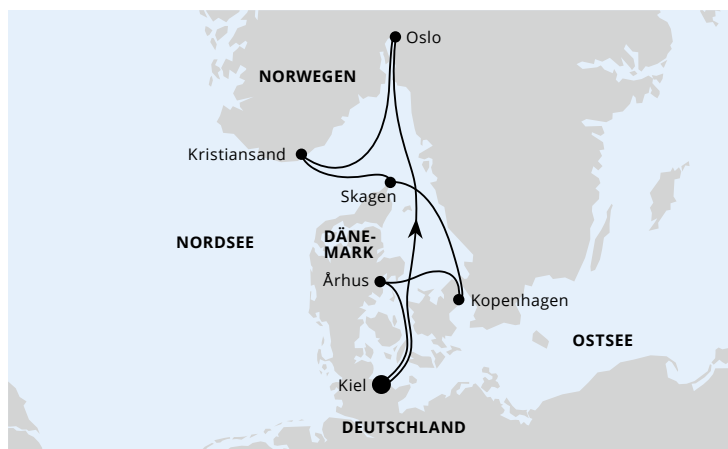 Oslo
NORWEGEN
Kristiansand
Skagen
NORDSEE
DÄNE-
MARK
Århus
Kopenhagen
OSTSEE
Kiel
DEUTSCHLAND